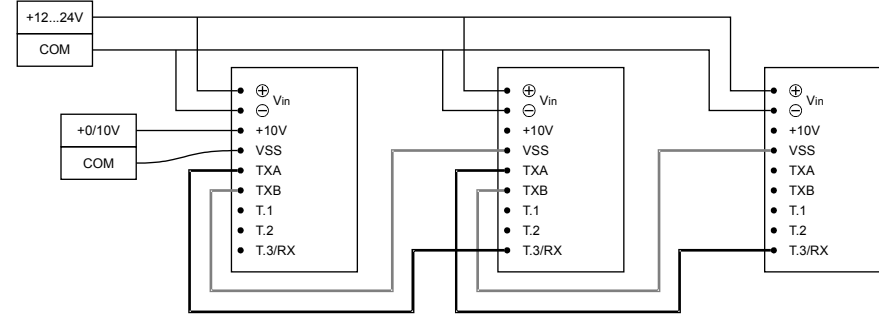 +12...24V
COM
+0/10V
COM
⊕
Vin
⊖
+10V
VSS
TXA
TXB
T.1
T.2
T.3/RX
⊕
Vin
⊖
+10V
VSS
TXA
TXB
T.1
T.2
T.3/RX
⊕
Vin
⊖
+10V
VSS
TXA
TXB
T.1
T.2
T.3/RX